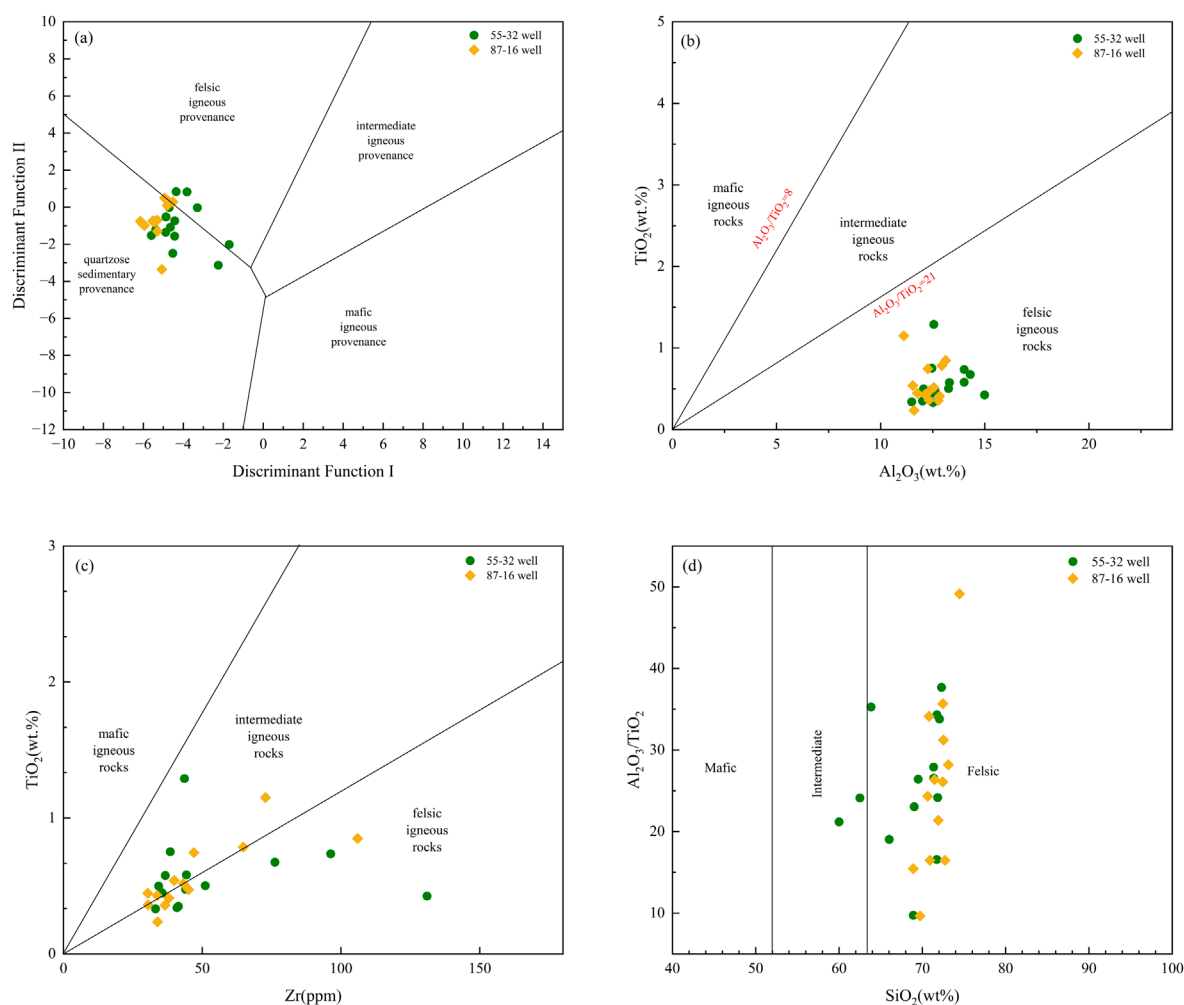 (a)
55-32 well
87-16 well
felsic
igneous
provenance
intermediate
igneous
provenance
quartzose
sedimentary
provenance
mafic
igneous
provenance
Discriminant Function II
10
8
6
4
2
0
−2
−4
−6
−8
−10
−12
−10 −8 −6 −4 −2 0 2 4 6 8 10 12 14
Discriminant Function I
(b)
55-32 well
87-16 well
mafic
igneous
rocks
Al₂O₃/TiO₂=8
intermediate
igneous
rocks
Al₂O₃/TiO₂=21
felsic
igneous
rocks
TiO₂(wt.%)
5
4
3
2
1
0
0 5 10 15 20
Al₂O₃(wt.%)
(c)
55-32 well
87-16 well
mafic
igneous
rocks
intermediate
igneous
rocks
felsic
igneous
rocks
TiO₂(wt.%)
3
2
1
0
0 50 100 150
Zr(ppm)
(d)
55-32 well
87-16 well
Mafic
Intermediate
Felsic
Al₂O₃/TiO₂
50
40
30
20
10
40 50 60 70 80 90 100
SiO₂(wt%)